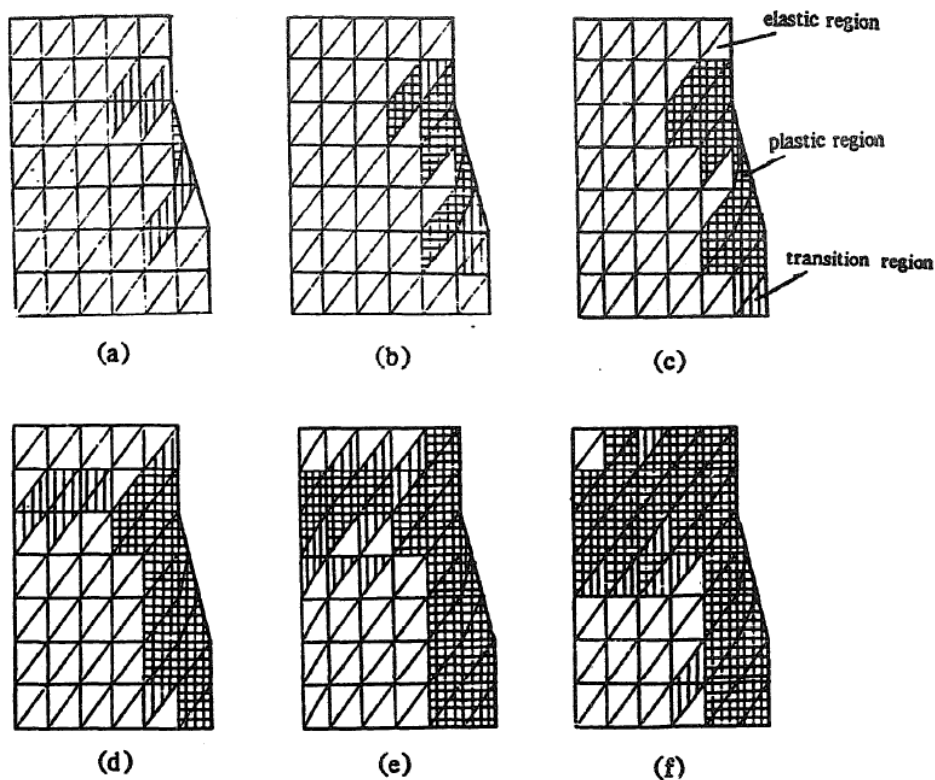 elastic region
plastic region
transition region
(a)
(b)
(c)
(d)
(e)
(f)